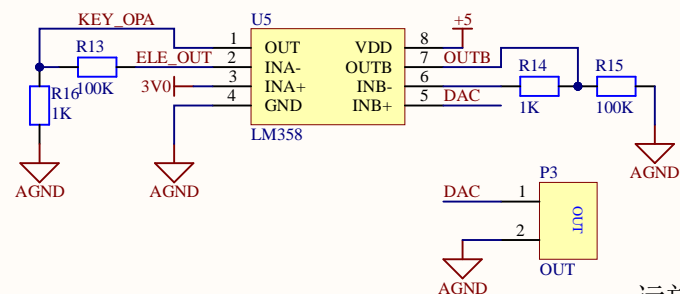 KEY_OPA
U5
+5
R13
1 OUT VDD 8
R14
R15
ELE_OUT 2 INA- OUTB 7 OUTB
R16 100K 3V0 3 INA+ INB- 6
1K
4 GND INB+ 5 DAC
1K
100K
LM358
AGND
AGND
AGND
P3
DAC 1
OUT
2
OUT
AGND